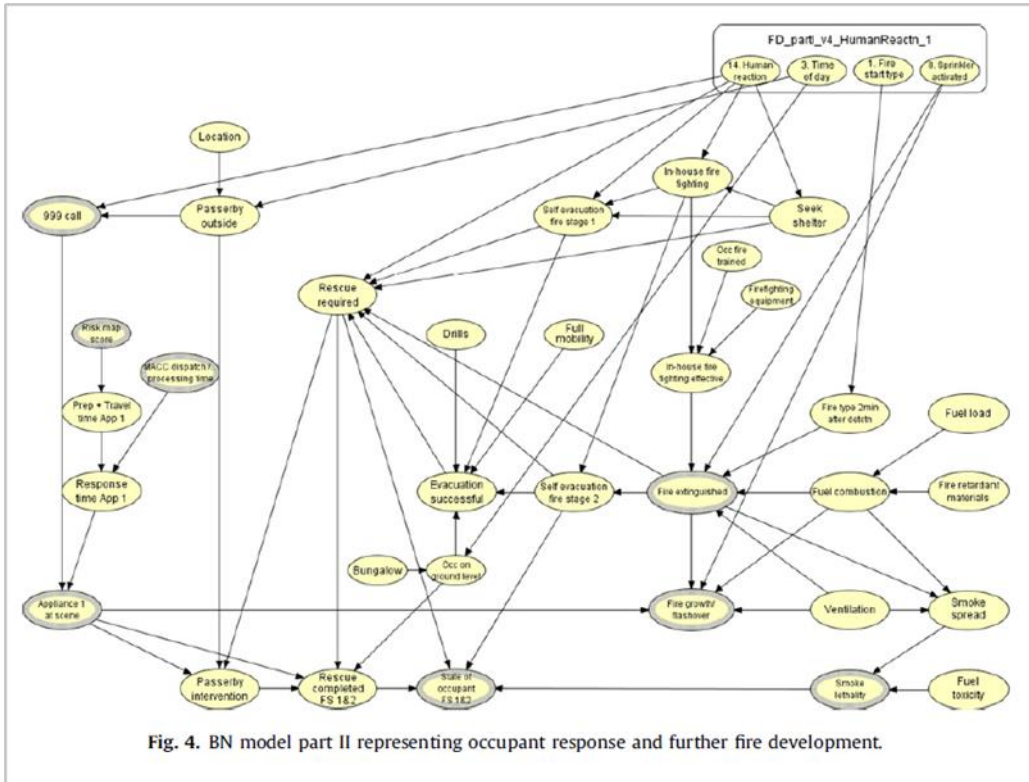 FD_partI_v4_HumanReactn_1
14. Human
reaction
3. Time
of day
1. Fire
start type
8. Sprinkler
activated
Location
999 call
Passerby
outside
In-house fire
fighting
Self evacuation
fire stage 1
Seek
shelter
Occ fire
trained
Firefighting
equipment
Rescue
required
Risk map
score
Drills
Full
mobility
MACC dispatch /
processing time
In-house fire
fighting effective
Prep + Travel
time App 1
Fire type 2min
after detctn
Fuel load
Response
time App 1
Evacuation
successful
Self evacuation
fire stage 2
Fire extinguished
Fuel combustion
Fire retardant
materials
Bungalow
Occ on
ground level
Appliance 1
at scene
Fire growth/
flashover
Ventilation
Smoke
spread
Passerby
intervention
Rescue
completed
FS 1&2
State of
occupant
FS 1&2
Smoke
lethality
Fuel
toxicity
Fig. 4. BN model part II representing occupant response and further fire development.